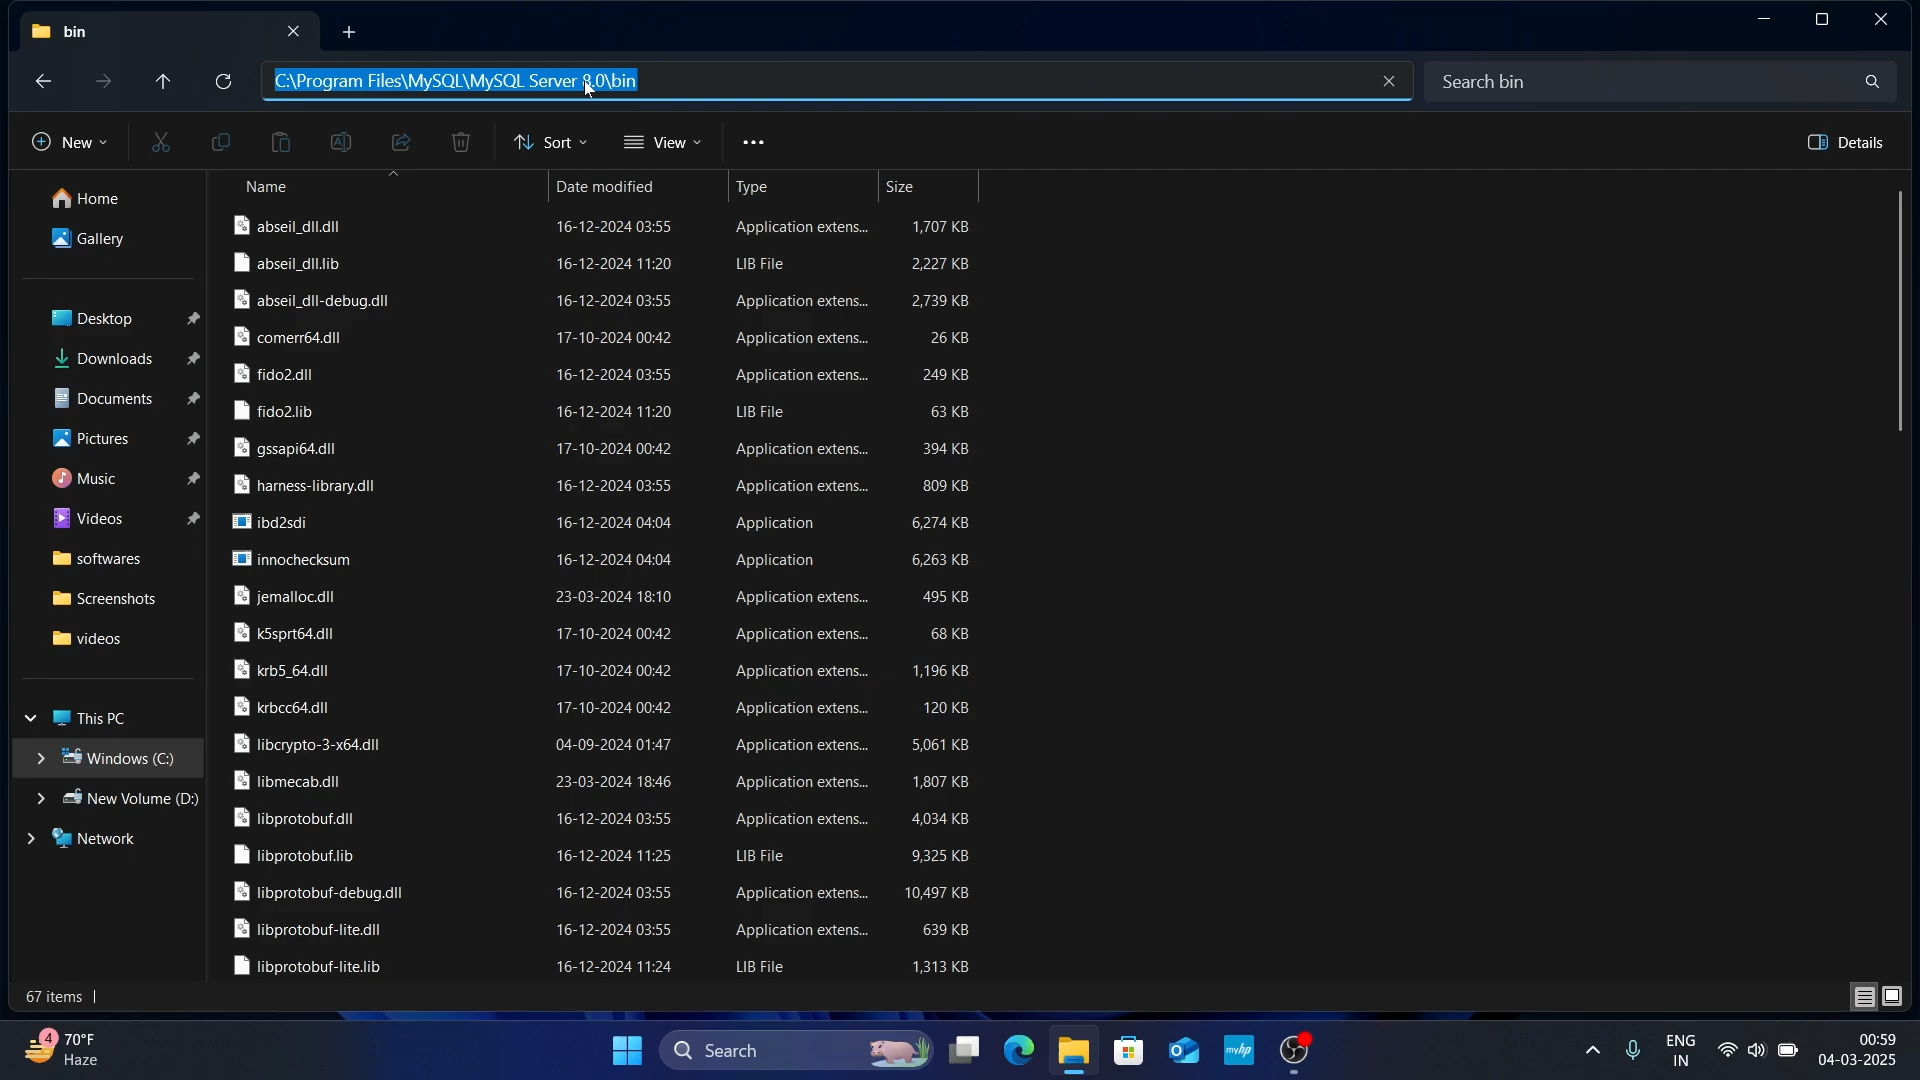 bin
C:\Program Files\MySQL\MySQL Server 8.0\bin
Search bin
New
Sort
View
Details
Name Date modified Type Size
Home
Gallery
Desktop
Downloads
Documents
Pictures
Music
Videos
softwares
Screenshots
videos
This PC
Windows (C:)
New Volume (D:)
Network
abseil_dll.dll 16-12-2024 03:55 Application extens... 1,707 KB
abseil_dll.lib 16-12-2024 11:20 LIB File 2,227 KB
abseil_dll-debug.dll 16-12-2024 03:55 Application extens... 2,739 KB
comerr64.dll 17-10-2024 00:42 Application extens... 26 KB
fido2.dll 16-12-2024 03:55 Application extens... 249 KB
fido2.lib 16-12-2024 11:20 LIB File 63 KB
gssapi64.dll 17-10-2024 00:42 Application extens... 394 KB
harness-library.dll 16-12-2024 03:55 Application extens... 809 KB
ibd2sdi 16-12-2024 04:04 Application 6,274 KB
innochecksum 16-12-2024 04:04 Application 6,263 KB
jemalloc.dll 23-03-2024 18:10 Application extens... 495 KB
k5sprt64.dll 17-10-2024 00:42 Application extens... 68 KB
krb5_64.dll 17-10-2024 00:42 Application extens... 1,196 KB
krbcc64.dll 17-10-2024 00:42 Application extens... 120 KB
libcrypto-3-x64.dll 04-09-2024 01:47 Application extens... 5,061 KB
libmecab.dll 23-03-2024 18:46 Application extens... 1,807 KB
libprotobuf.dll 16-12-2024 03:55 Application extens... 4,034 KB
libprotobuf.lib 16-12-2024 11:25 LIB File 9,325 KB
libprotobuf-debug.dll 16-12-2024 03:55 Application extens... 10,497 KB
libprotobuf-lite.dll 16-12-2024 03:55 Application extens... 639 KB
libprotobuf-lite.lib 16-12-2024 11:24 LIB File 1,313 KB
67 items
4
70°F
Haze
Search
myhp
ENG
IN
00:59
04-03-2025